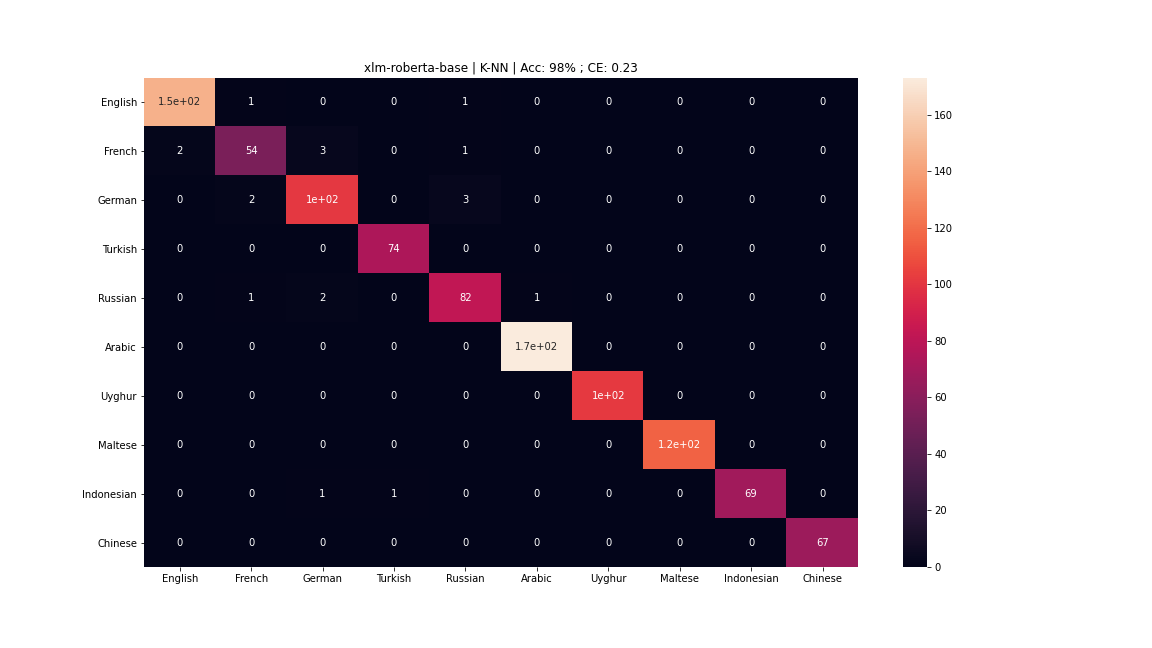 xlm-roberta-base | K-NN | Acc: 98% ; CE: 0.23
English 1.5e+02 1 0 0 1 0 0 0 0 0
French 2 54 3 0 1 0 0 0 0 0
German 0 2 1e+02 0 3 0 0 0 0 0
Turkish 0 0 0 74 0 0 0 0 0 0
Russian 0 1 2 0 82 1 0 0 0 0
Arabic 0 0 0 0 0 1.7e+02 0 0 0 0
Uyghur 0 0 0 0 0 0 1e+02 0 0 0
Maltese 0 0 0 0 0 0 0 1.2e+02 0 0
Indonesian 0 0 1 1 0 0 0 0 69 0
Chinese 0 0 0 0 0 0 0 0 0 67
English French German Turkish Russian Arabic Uyghur Maltese Indonesian Chinese
160
140
120
100
80
60
40
20
0